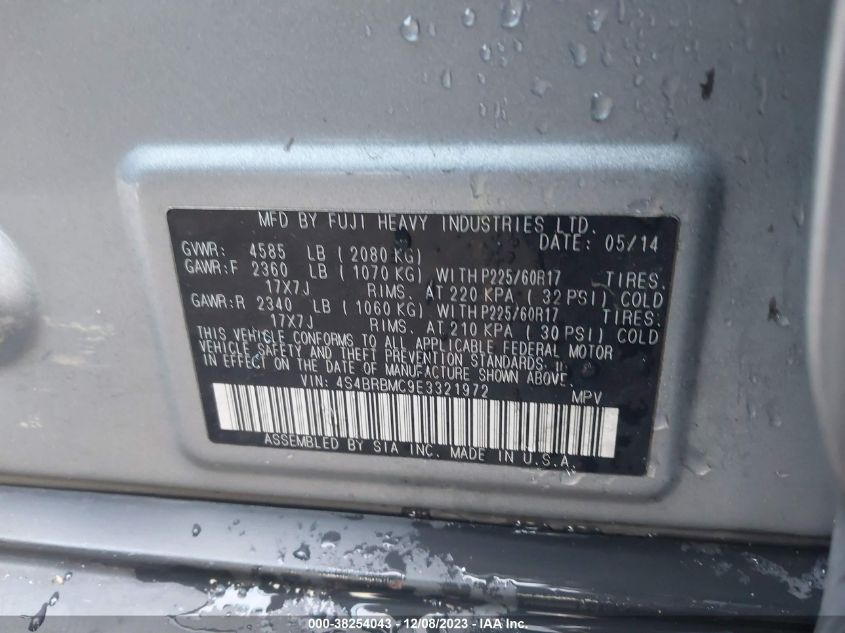 MFD BY FUJI HEAVY INDUSTRIES LTD.
DATE: 05/14
GVWR: 4585 LB ( 2080 KG)
GAWR:F 2360 LB ( 1070 KG) WITH P225/60R17 TIRES.
17X7J RIMS. AT 220 KPA ( 32 PSI) COLD
GAWR:R 2340 LB ( 1060 KG) WITH P225/60R17 TIRES.
17X7J RIMS. AT 210 KPA ( 30 PSI) COLD
THIS VEHICLE CONFORMS TO ALL APPLICABLE FEDERAL MOTOR
VEHICLE SAFETY AND THEFT PREVENTION STANDARDS
IN EFFECT ON THE DATE OF MANUFACTURE SHOWN ABOVE.
VIN: 4S4BRBMC9E3321972 MPV
ASSEMBLED BY SIA INC. MADE IN U.S.A.
000-38254043 - 12/08/2023 - IAA Inc.